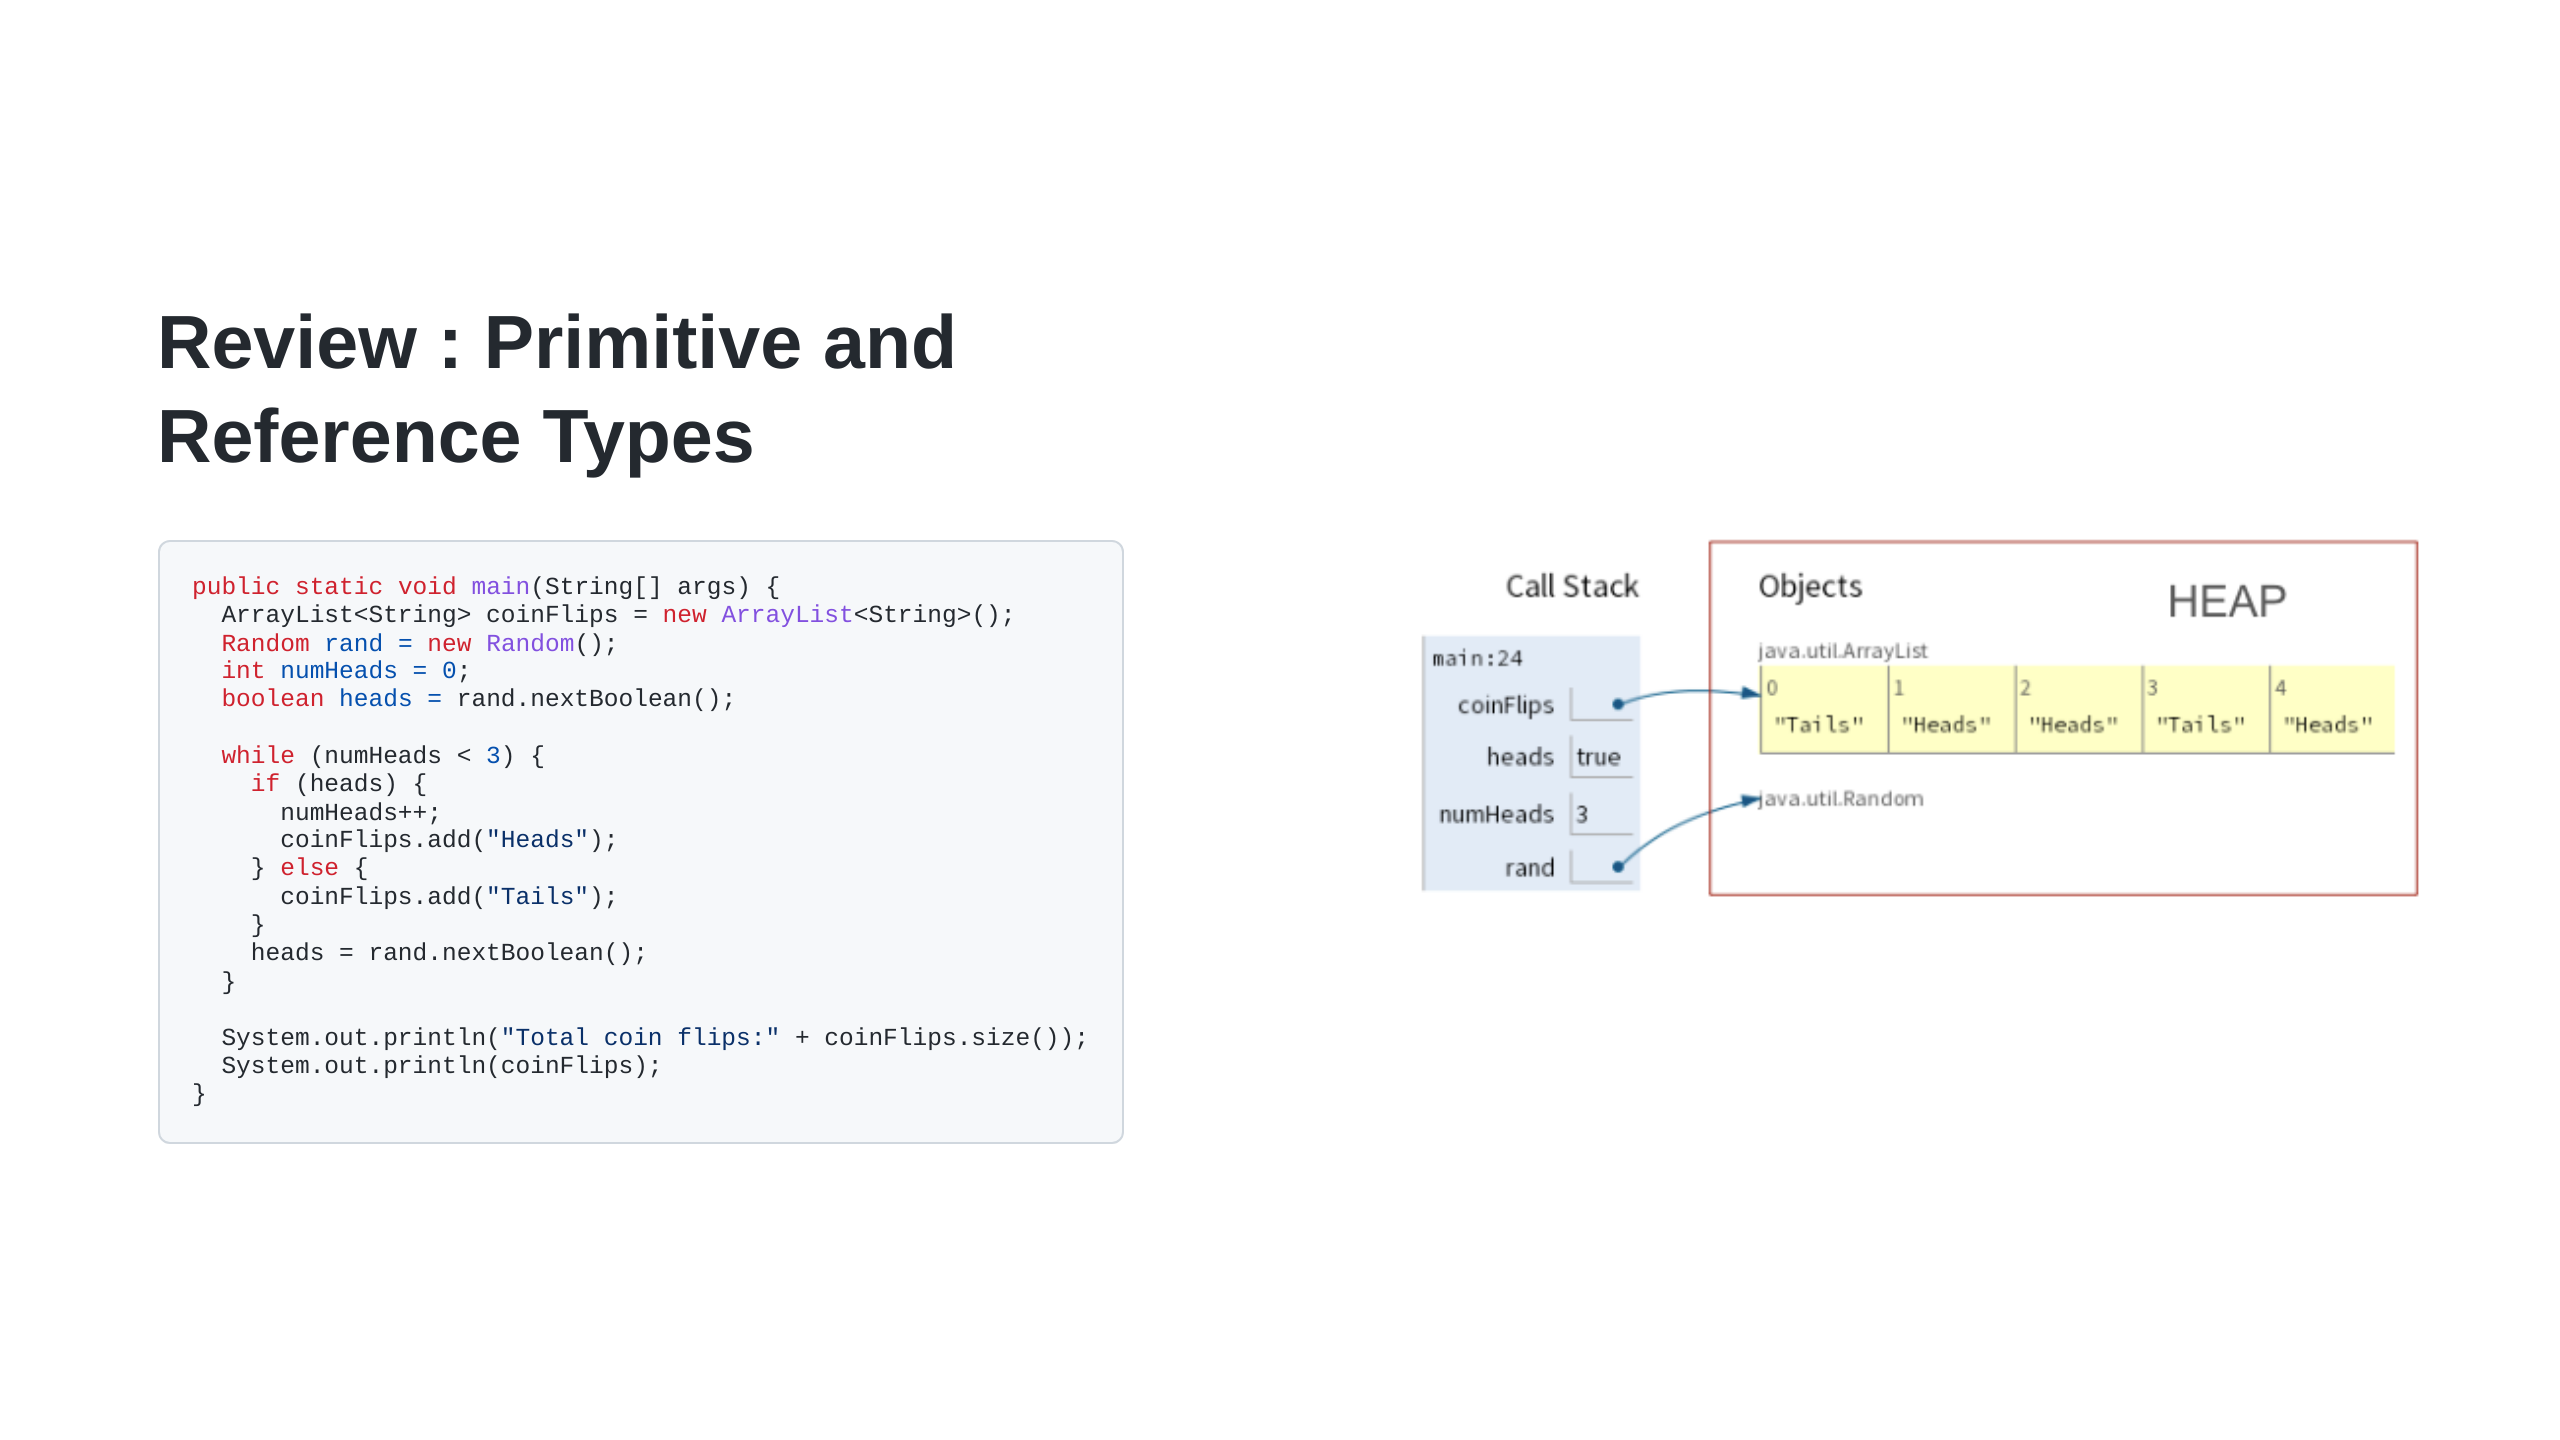 Review : Primitive and
Reference Types
public static void main(String[] args) {
  ArrayList<String> coinFlips = new ArrayList<String>();
  Random rand = new Random();
  int numHeads = 0;
  boolean heads = rand.nextBoolean();

  while (numHeads < 3) {
    if (heads) {
      numHeads++;
      coinFlips.add("Heads");
    } else {
      coinFlips.add("Tails");
    }
    heads = rand.nextBoolean();
  }

  System.out.println("Total coin flips:" + coinFlips.size());
  System.out.println(coinFlips);
}
Call Stack
main:24
coinFlips
heads true
numHeads 3
rand
Objects
HEAP
java.util.ArrayList
0 1 2 3 4
"Tails" "Heads" "Heads" "Tails" "Heads"
java.util.Random